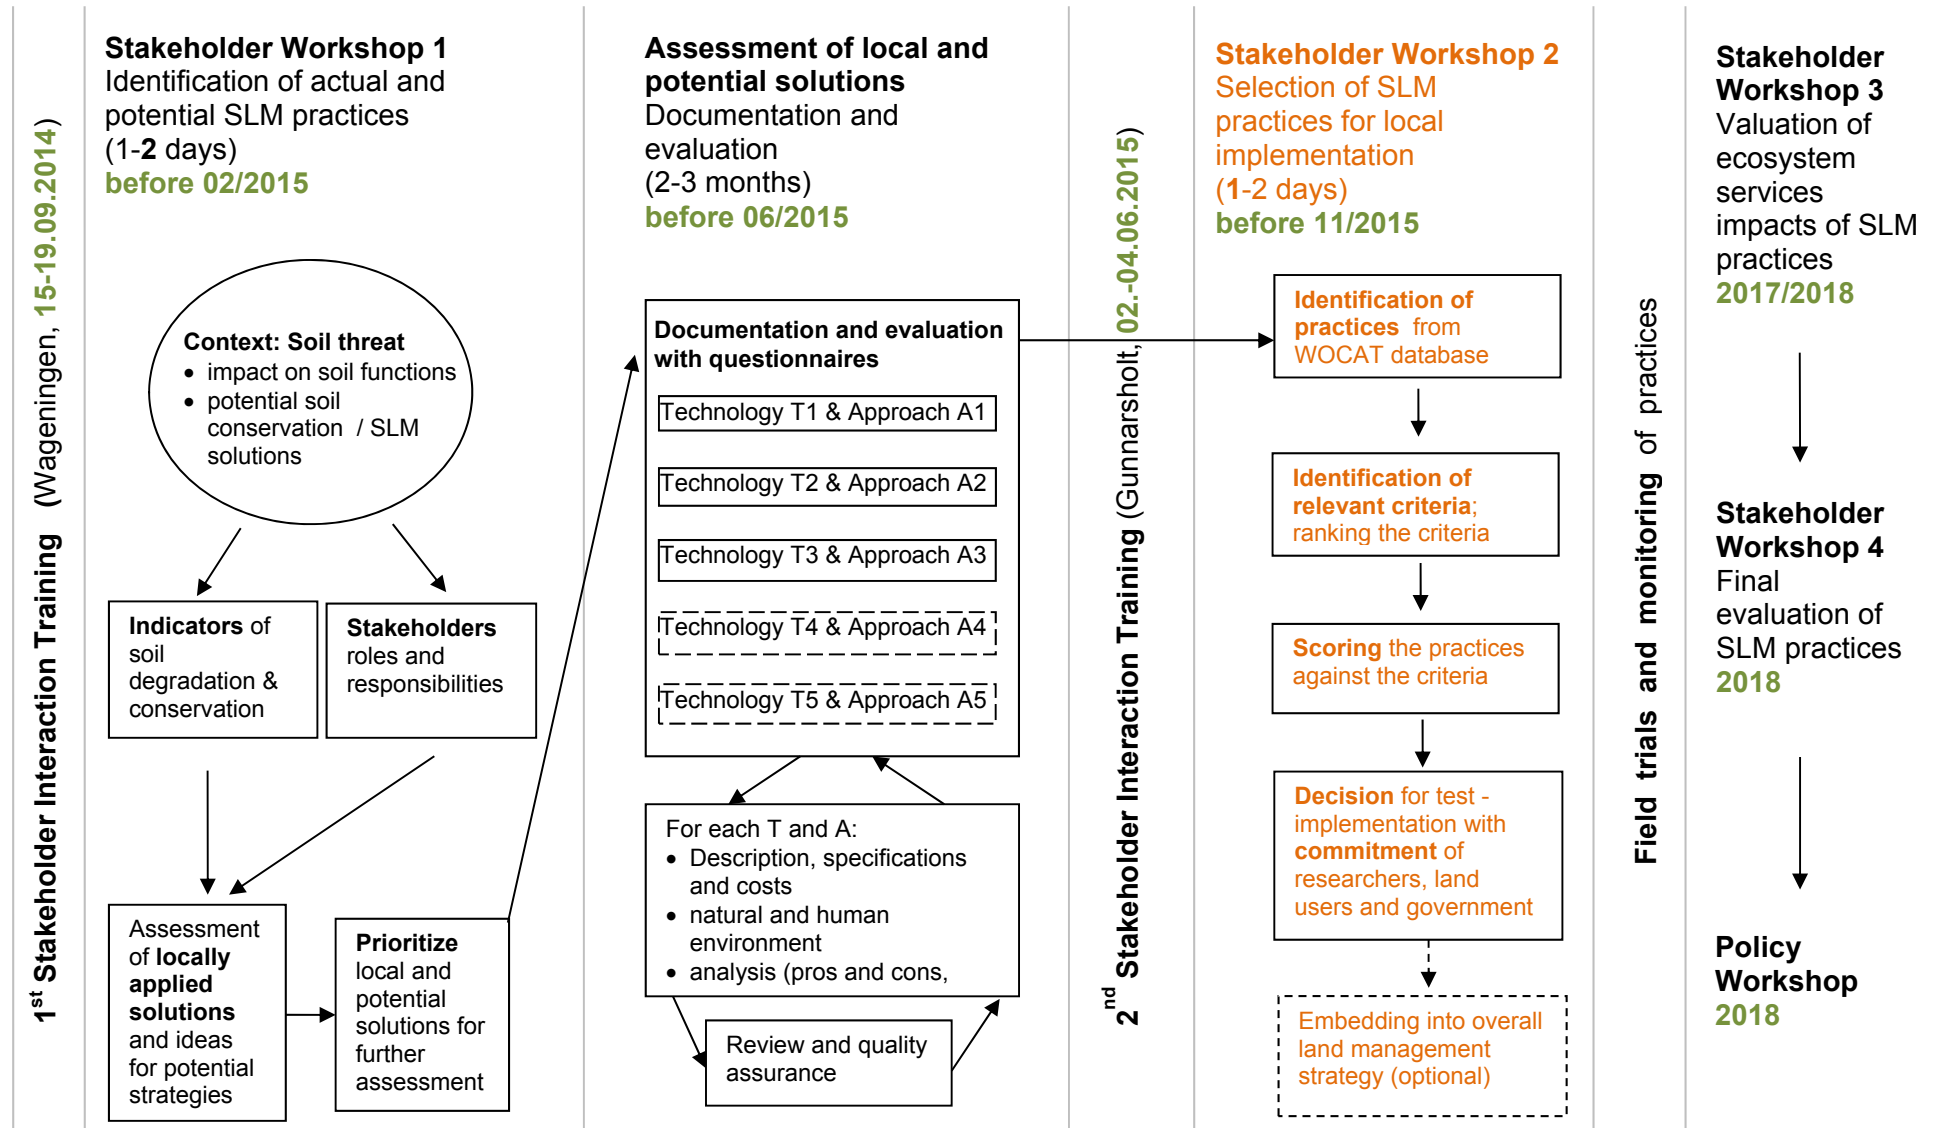 1st Stakeholder Interaction Training (Wageningen, 15-19.09.2014)
Stakeholder Workshop 1
Identification of actual and
potential SLM practices
(1-2 days)
before 02/2015
Context: Soil threat
• impact on soil functions
• potential soil
conservation / SLM
solutions
Indicators of
soil
degradation &
conservation
Stakeholders
roles and
responsibilities
Assessment
of locally
applied
solutions
and ideas
for potential
strategies
Prioritize
local and
potential
solutions for
further
assessment
Assessment of local and
potential solutions
Documentation and
evaluation
(2-3 months)
before 06/2015
Documentation and evaluation
with questionnaires
Technology T1 & Approach A1
Technology T2 & Approach A2
Technology T3 & Approach A3
Technology T4 & Approach A4
Technology T5 & Approach A5
For each T and A:
• Description, specifications
and costs
• natural and human
environment
• analysis (pros and cons,
Review and quality
assurance
2nd Stakeholder Interaction Training (Gunnarsholt, 02.-04.06.2015)
Stakeholder Workshop 2
Selection of SLM
practices for local
implementation
(1-2 days)
before 11/2015
Identification of
practices from
WOCAT database
Identification of
relevant criteria;
ranking the criteria
Scoring the practices
against the criteria
Decision for test -
implementation with
commitment of
researchers, land
users and government
Embedding into overall
land management
strategy (optional)
Field trials and monitoring of practices
Stakeholder
Workshop 3
Valuation of
ecosystem
services
impacts of SLM
practices
2017/2018
Stakeholder
Workshop 4
Final
evaluation of
SLM practices
2018
Policy
Workshop
2018